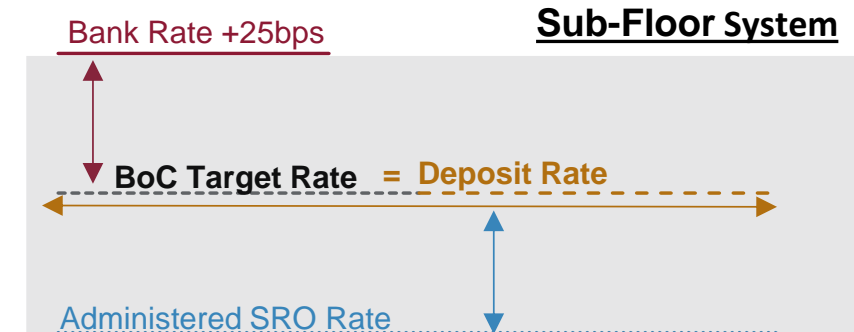 Sub-Floor System
Bank Rate +25bps
BoC Target Rate = Deposit Rate
Administered SRO Rate